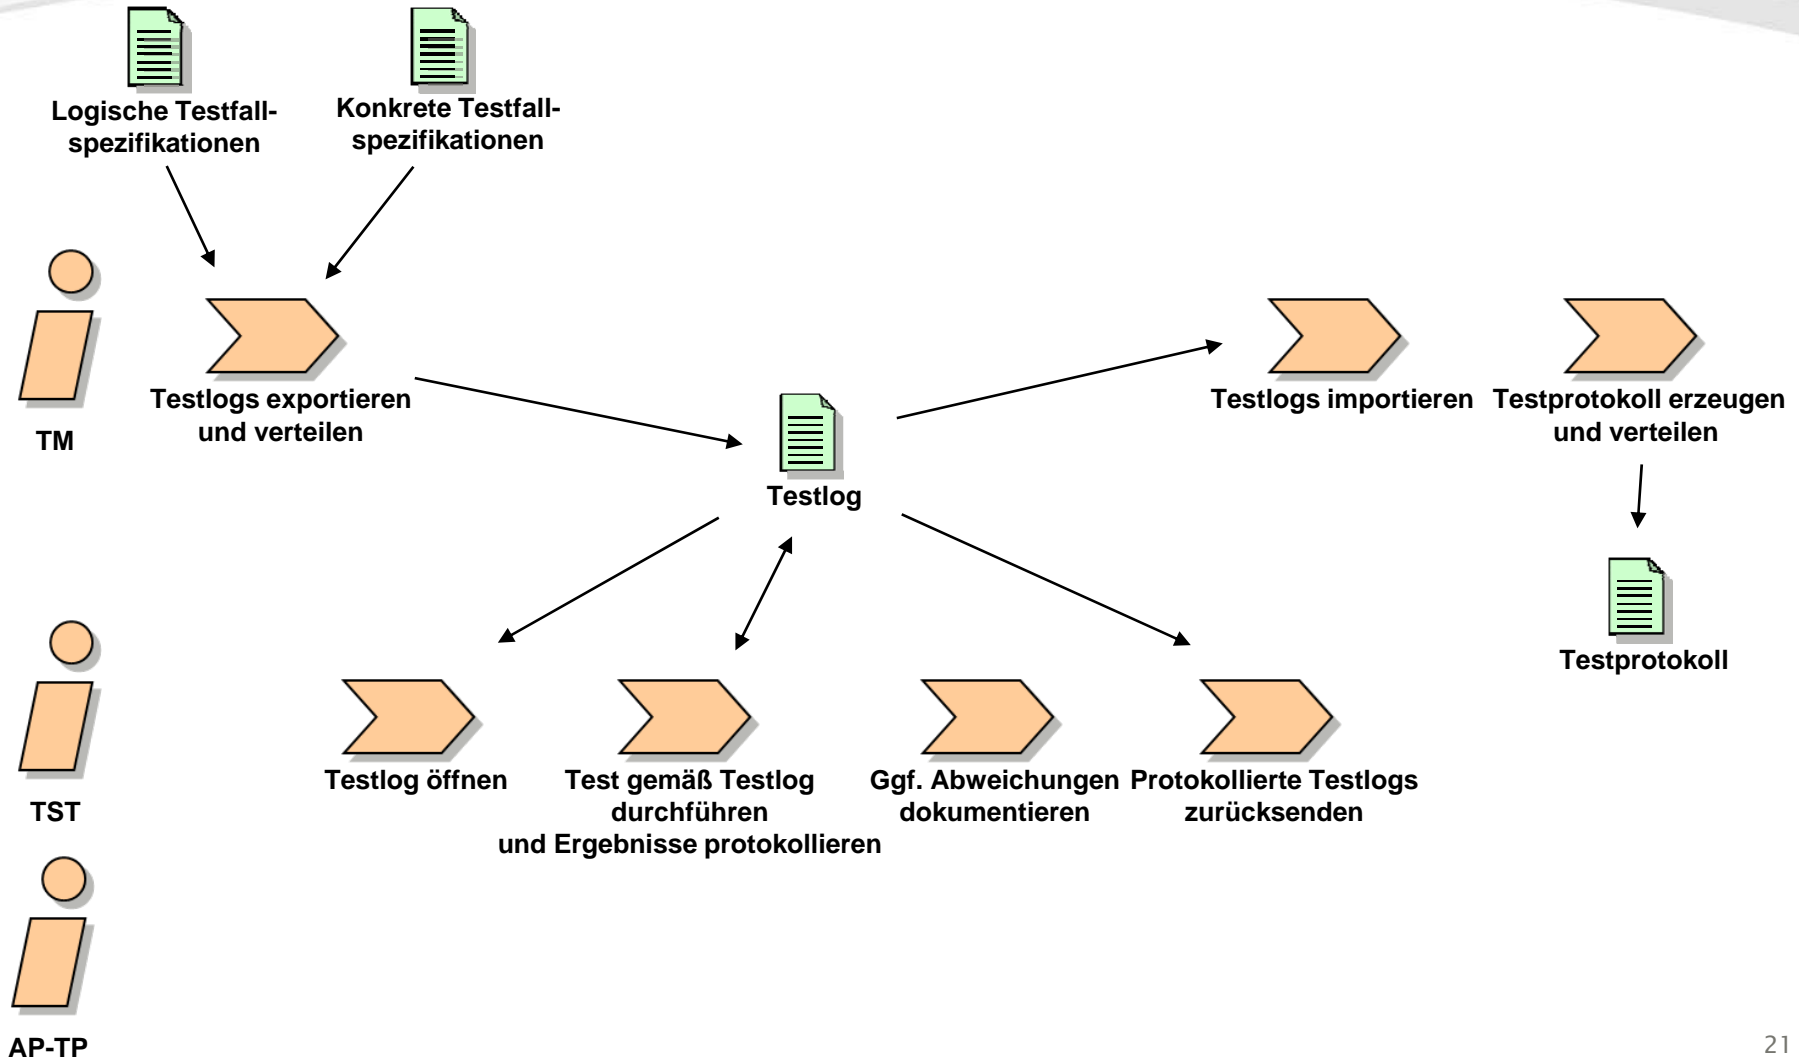 Logische Testfall-
spezifikationen
Konkrete Testfall-
spezifikationen
TM
Testlogs exportieren
und verteilen
Testlog
Testlogs importieren
Testprotokoll erzeugen
und verteilen
Testprotokoll
TST
Testlog öffnen
Test gemäß Testlog
durchführen
und Ergebnisse protokollieren
Ggf. Abweichungen
dokumentieren
Protokollierte Testlogs
zurücksenden
AP-TP
21